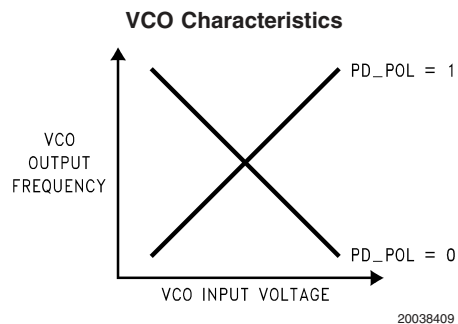 VCO Characteristics
PD_POL = 1
VCO
OUTPUT
FREQUENCY
PD_POL = 0
VCO INPUT VOLTAGE
20038409